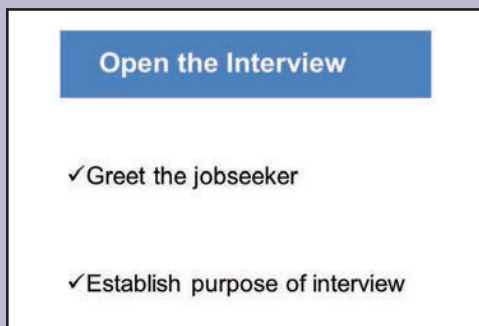 Open the Interview
✓Greet the jobseeker
✓Establish purpose of interview